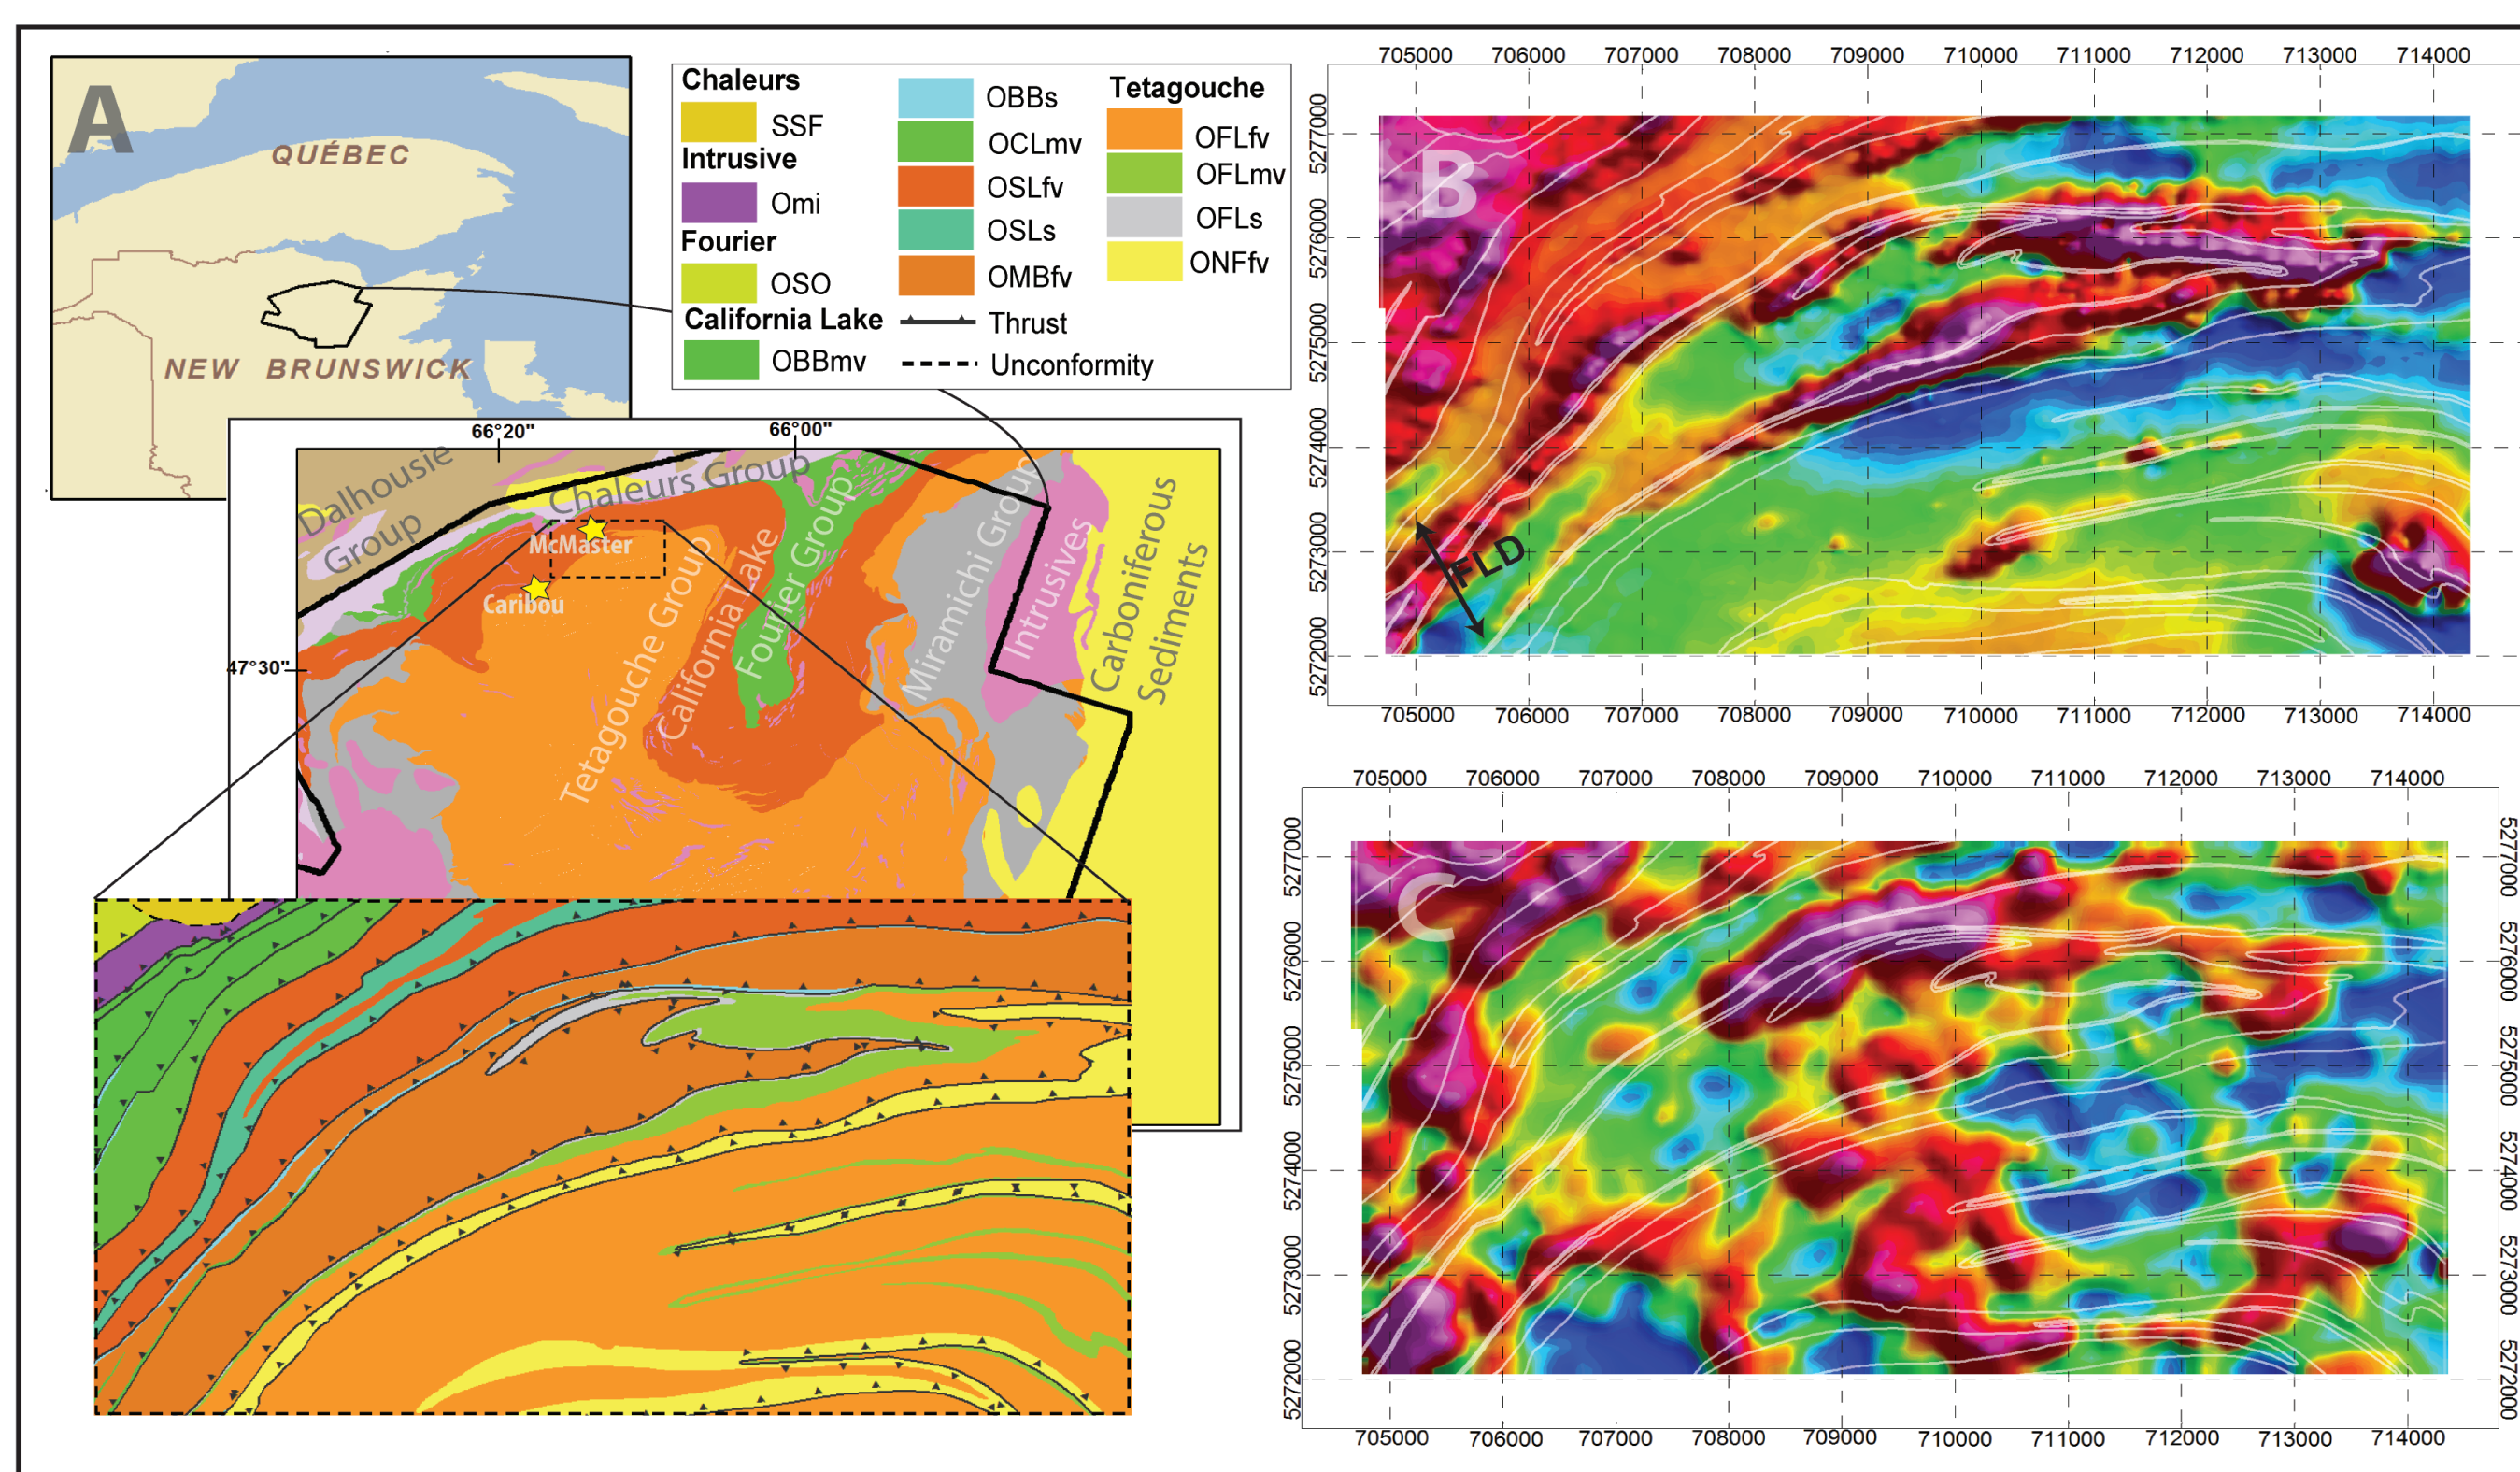 A
QUÉBEC
NEW BRUNSWICK
Chaleurs
SSF
Intrusive
Omi
Fourier
OSO
California Lake
OBBmv
OBBs
OCLmv
OSLfv
OSLs
OMBfv
Thrust
Unconformity
Tetagouche
OFLfv
OFLmv
OFLs
ONFfv
66°20"
66°00"
47°30"
Dalhousie
Group
Chaleurs Group
McMaster
Caribou
Tetagouche Group
California Lake
Fourier Group
Miramichi Group
Intrusives
Carboniferous
Sediments
705000 706000 707000 708000 709000 710000 711000 712000 713000 714000
5277000
5276000
5275000
5274000
5273000
5272000
B
FLD
705000 706000 707000 708000 709000 710000 711000 712000 713000 714000
705000 706000 707000 708000 709000 710000 711000 712000 713000 714000
5277000
5276000
5275000
5274000
5273000
5272000
C
5277000
5276000
5275000
5274000
5273000
5272000
705000 706000 707000 708000 709000 710000 711000 712000 713000 714000